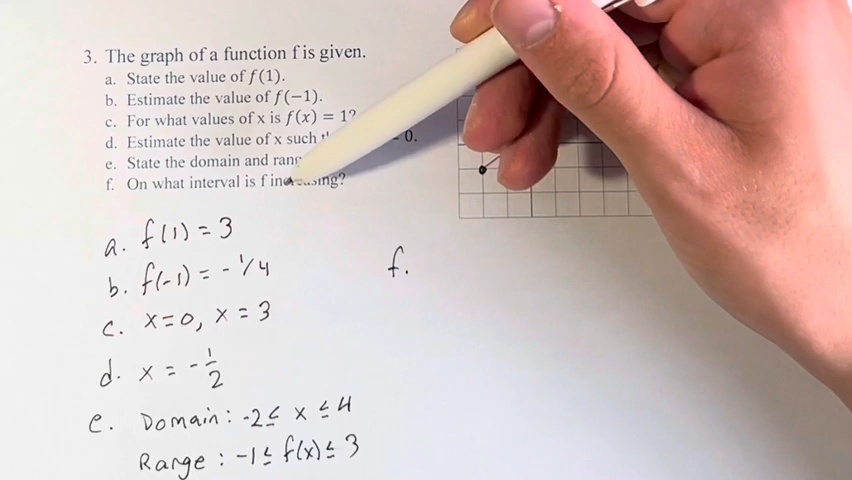 3. The graph of a function f is given.
a. State the value of f(1).
b. Estimate the value of f(−1).
c. For what values of x is f(x) = 1?
d. Estimate the value of x such 0.
e. State the domain and
f. On what interval is f
a. f(1) = 3
b. f(-1) = - 1/4
c. x=0, x = 3
d. x = - 1/2
e. Domain: -2 ≤ x ≤ 4
Range: -1 ≤ f(x) ≤ 3
f.